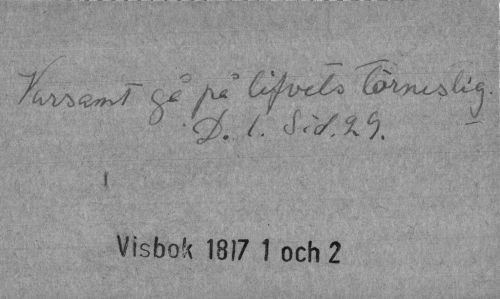 Varsamt gå på lifvets törnestig.
D. 1. Sid. 29.
Visbok 1817 1 och 2